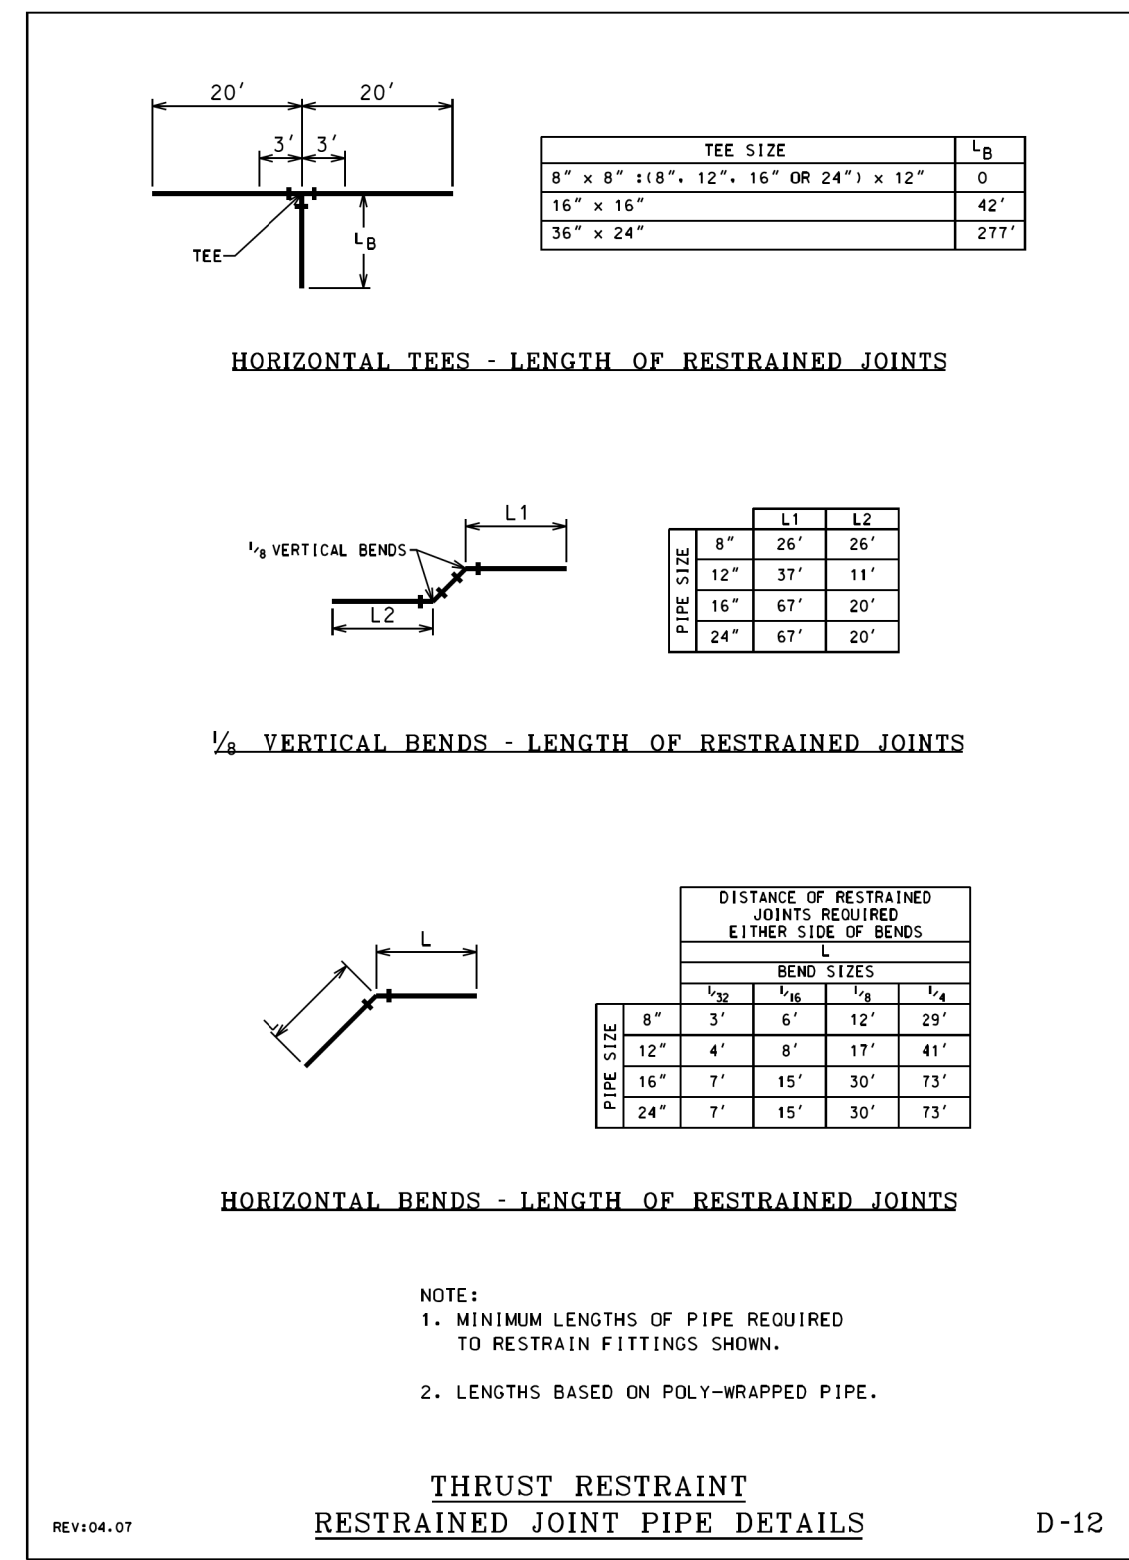 20′ 20′
3′ 3′
L_B
TEE
TEE SIZE L_B
8″ x 8″ :(8″, 12″, 16″ OR 24″) x 12″ 0
16″ x 16″ 42′
36″ x 24″ 277′
HORIZONTAL TEES - LENGTH OF RESTRAINED JOINTS
L1
1/8 VERTICAL BENDS
L2
L1 L2
PIPE SIZE
8″ 26′ 26′
12″ 37′ 11′
16″ 67′ 20′
24″ 67′ 20′
1/8 VERTICAL BENDS - LENGTH OF RESTRAINED JOINTS
L
L
DISTANCE OF RESTRAINED
JOINTS REQUIRED
EITHER SIDE OF BENDS
L
BEND SIZES
1/32 1/16 1/8 1/4
PIPE SIZE
8″ 3′ 6′ 12′ 29′
12″ 4′ 8′ 17′ 41′
16″ 7′ 15′ 30′ 73′
24″ 7′ 15′ 30′ 73′
HORIZONTAL BENDS - LENGTH OF RESTRAINED JOINTS
NOTE:
1. MINIMUM LENGTHS OF PIPE REQUIRED
TO RESTRAIN FITTINGS SHOWN.
2. LENGTHS BASED ON POLY-WRAPPED PIPE.
THRUST RESTRAINT
REV:04.07 RESTRAINED JOINT PIPE DETAILS D-12